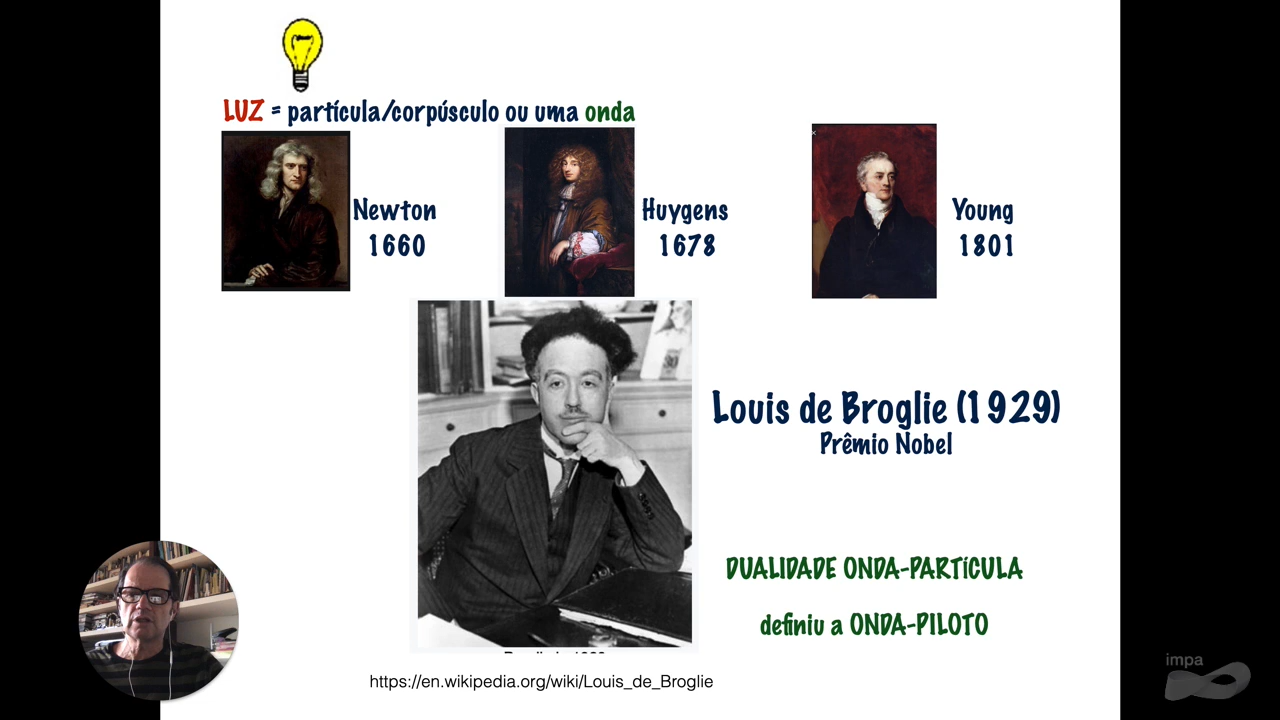 LUZ = partícula/corpúsculo ou uma onda
Newton
1660
Huygens
1678
Young
1801
Louis de Broglie (1929)
Prêmio Nobel
DUALIDADE ONDA-PARTíCULA
definiu a ONDA-PILOTO
https://en.wikipedia.org/wiki/Louis_de_Broglie
impa